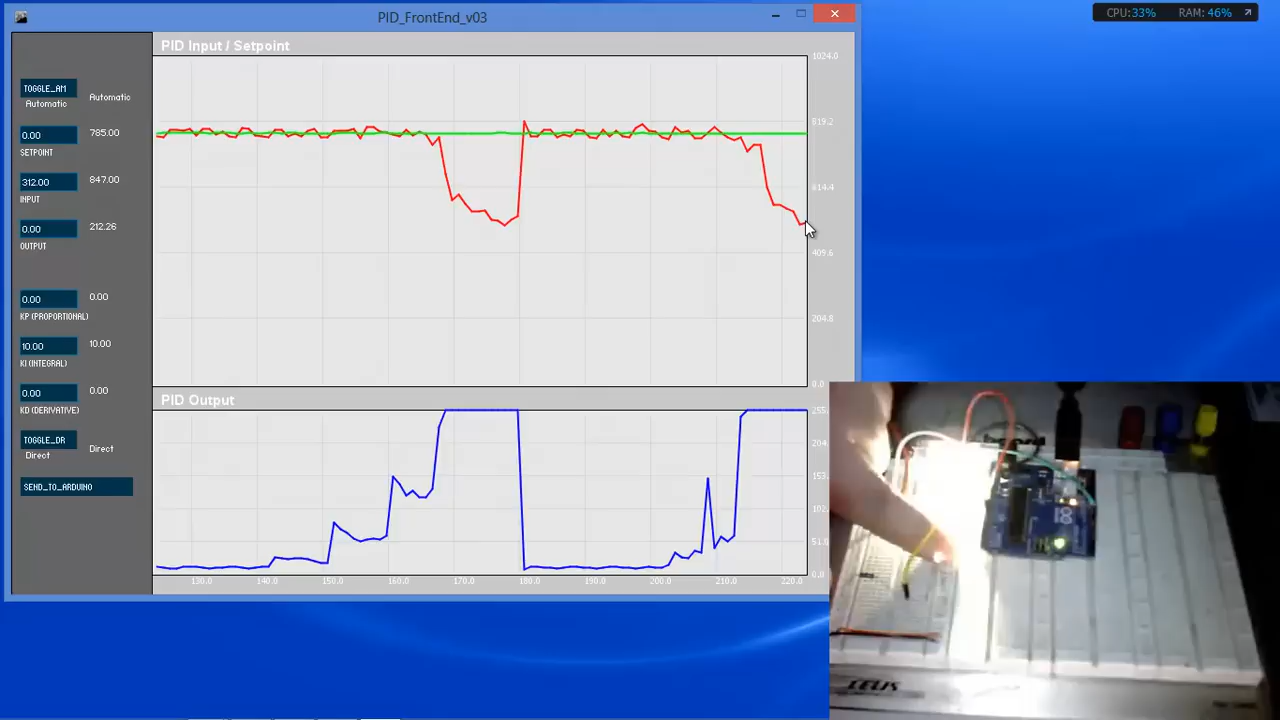 PID_FrontEnd_v03
CPU:33% RAM: 46%
PID Input / Setpoint
TOGGLE_AM
Automatic
Automatic
0.00
785.00
SETPOINT
312.00
847.00
INPUT
0.00
212.26
OUTPUT
0.00
0.00
KP (PROPORTIONAL)
10.00
10.00
KI (INTEGRAL)
0.00
0.00
KD (DERIVATIVE)
TOGGLE_DR
Direct
Direct
SEND_TO_ARDUINO
1024.0
819.2
614.4
409.6
204.8
0.0
PID Output
255.
204.
153.
102.
51.0
0.0
130.0 140.0 150.0 160.0 170.0 180.0 190.0 200.0 210.0 220.0